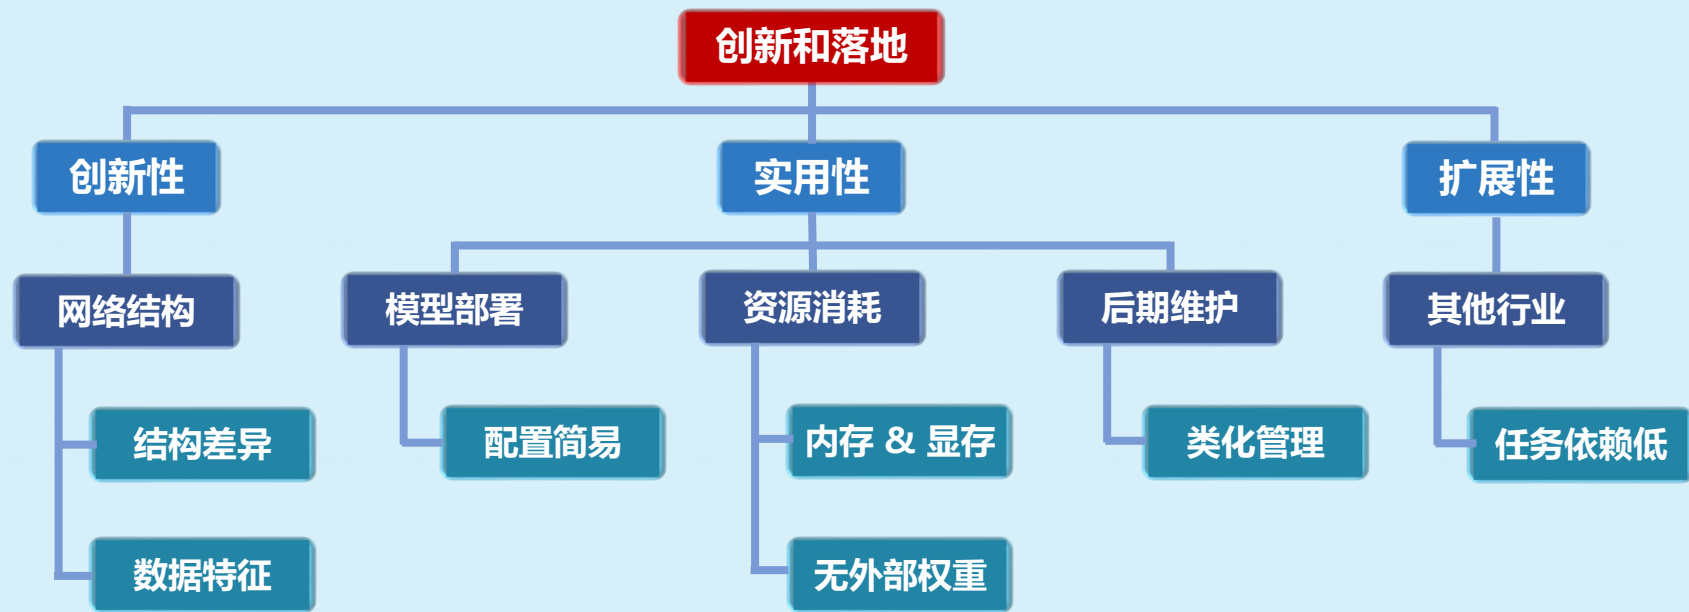 创新和落地
创新性
实用性
扩展性
网络结构
模型部署
资源消耗
后期维护
其他行业
结构差异
配置简易
内存 & 显存
类化管理
任务依赖低
数据特征
无外部权重